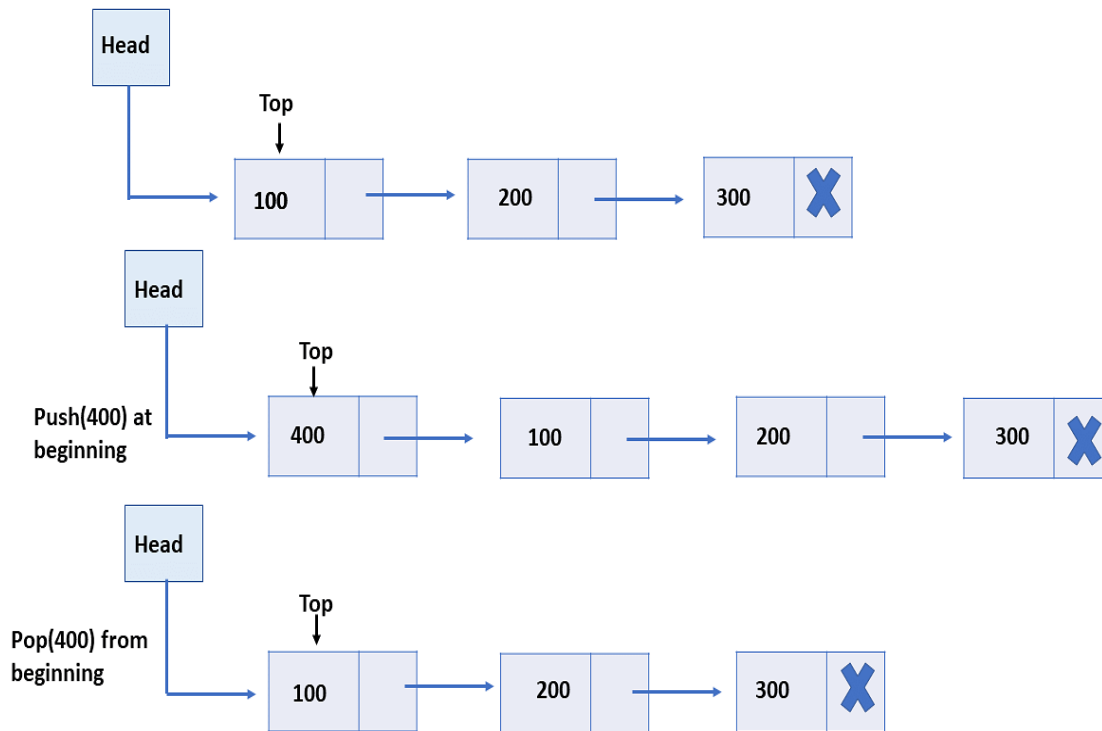 Head
Top
100
200
300
Head
Top
Push(400) at
beginning
400
100
200
300
Head
Top
Pop(400) from
beginning
100
200
300